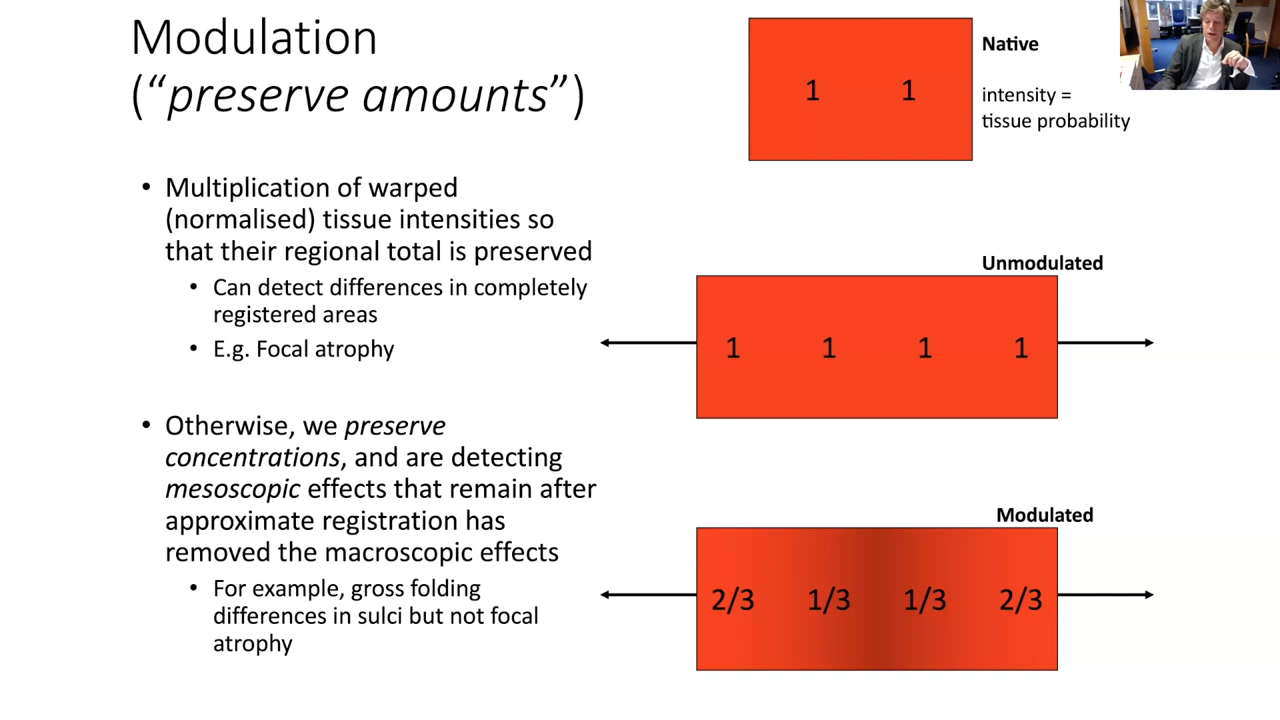 Modulation
(“preserve amounts”)
• Multiplication of warped
(normalised) tissue intensities so
that their regional total is preserved
• Can detect differences in completely
registered areas
• E.g. Focal atrophy
• Otherwise, we preserve
concentrations, and are detecting
mesoscopic effects that remain after
approximate registration has
removed the macroscopic effects
• For example, gross folding
differences in sulci but not focal
atrophy
1 1
Native
intensity =
tissue probability
Unmodulated
1 1 1 1
Modulated
2/3 1/3 1/3 2/3